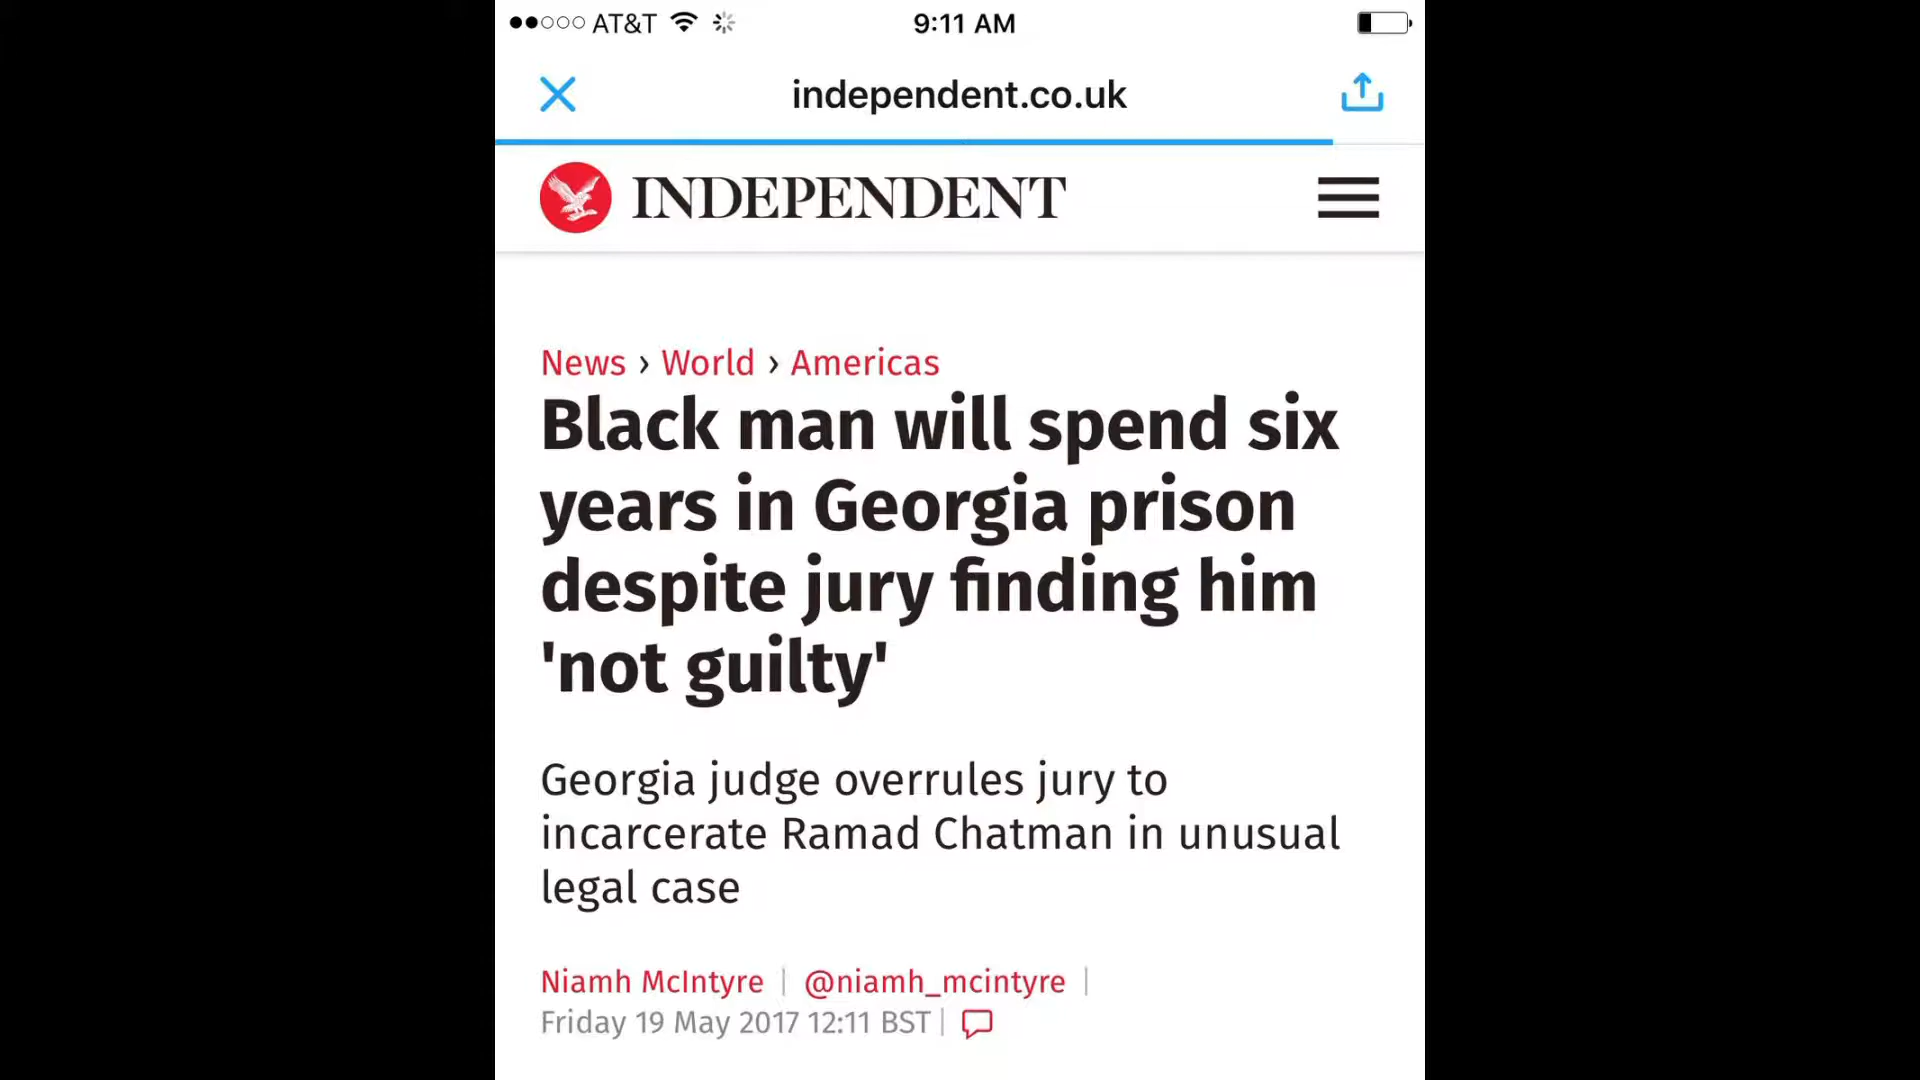 AT&T 9:11 AM
independent.co.uk
INDEPENDENT
News › World › Americas
Black man will spend six
years in Georgia prison
despite jury finding him
'not guilty'
Georgia judge overrules jury to
incarcerate Ramad Chatman in unusual
legal case
Niamh McIntyre | @niamh_mcintyre |
Friday 19 May 2017 12:11 BST |